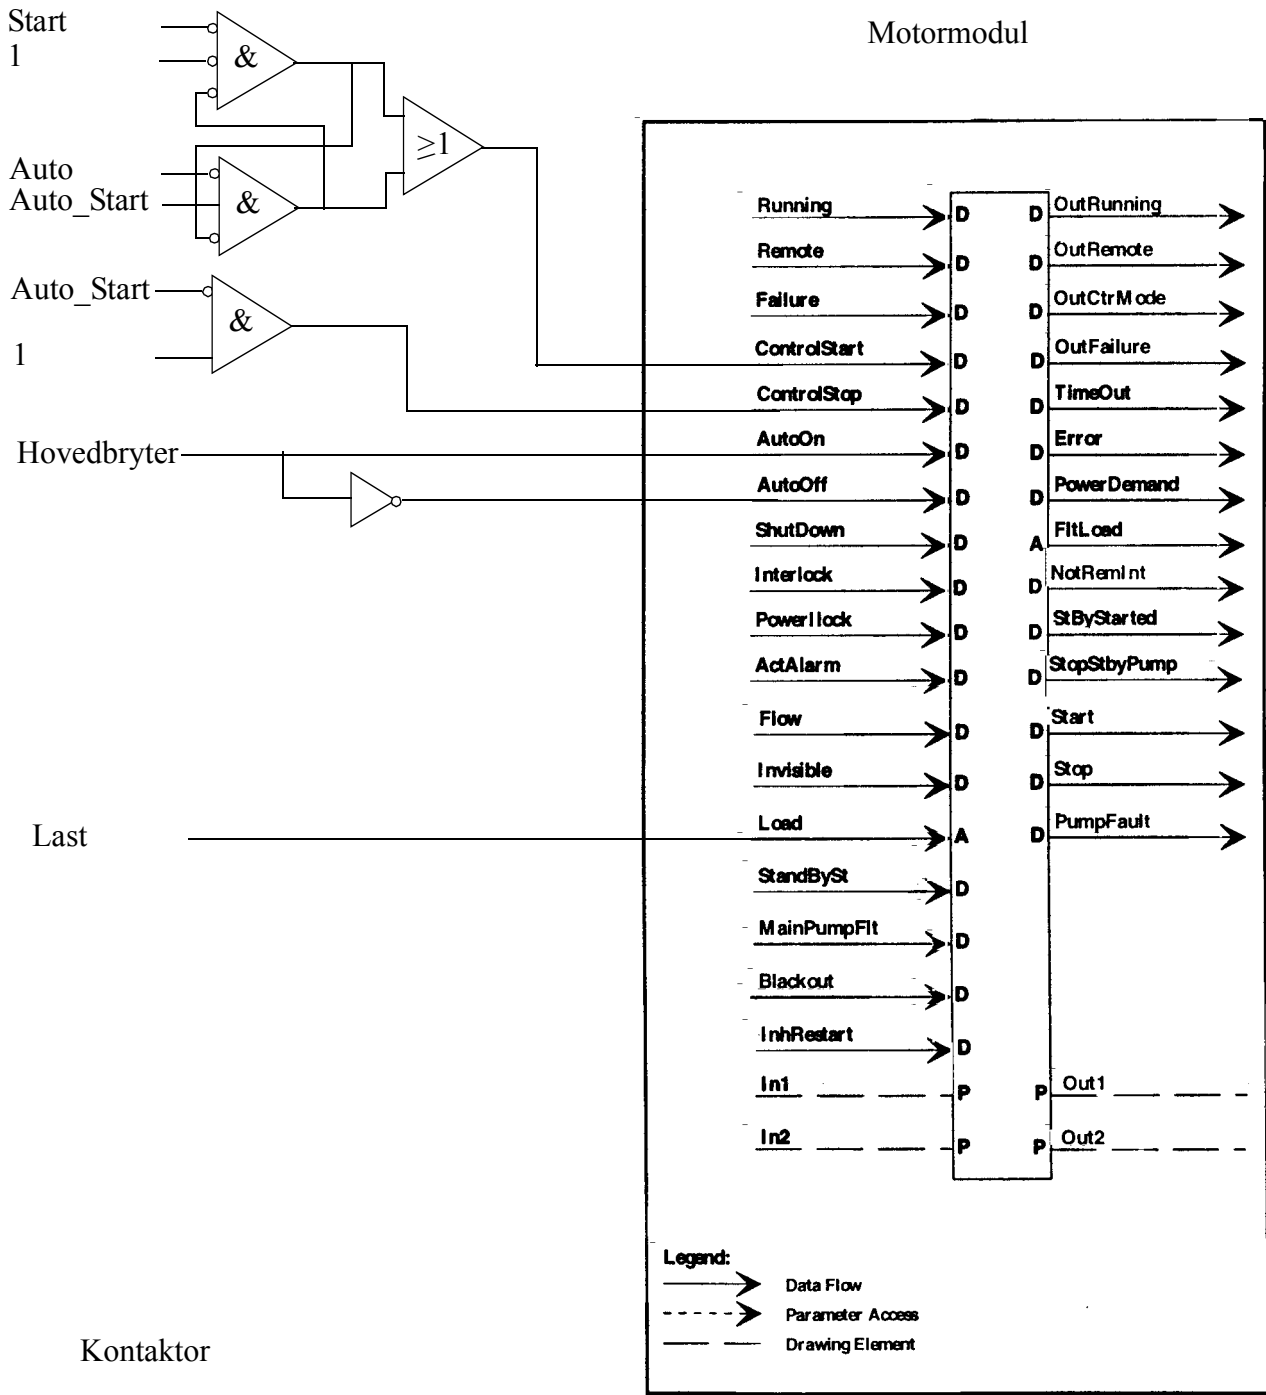 Start
1
&
Auto
Auto_Start
&
≥1
Auto_Start
1
&
Hovedbryter
Last
Kontaktor
Motormodul
Running D D OutRunning
Remote D D OutRemote
Failure D D OutCtrMode
ControlStart D D OutFailure
ControlStop D D TimeOut
AutoOn D D Error
AutoOff D D PowerDemand
ShutDown D A FltLoad
Interlock D D NotRemInt
PowerIlock D D StByStarted
ActAlarm D D StopStbyPump
Flow D D Start
Invisible D D Stop
Load A D PumpFault
StandBySt D
MainPumpFlt D
Blackout D
InhRestart D
In1 P P Out1
In2 P P Out2
Legend:
Data Flow
Parameter Access
Drawing Element